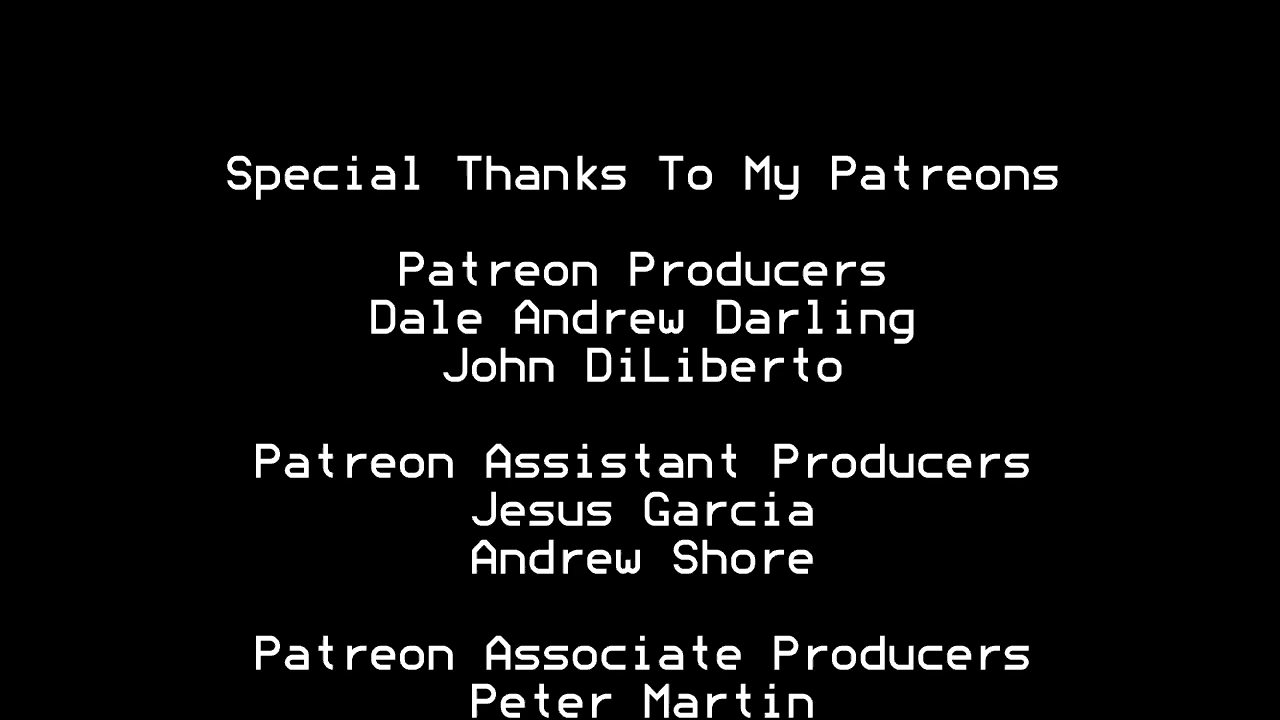 Special Thanks To My Patreons
Patreon Producers
Dale Andrew Darling
John DiLiberto
Patreon Assistant Producers
Jesus Garcia
Andrew Shore
Patreon Associate Producers
Peter Martin